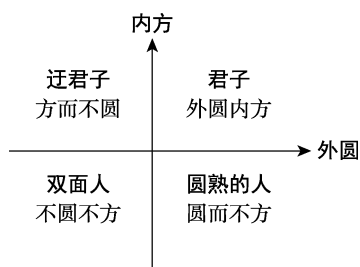 内方
迂君子
方而不圆
君子
外圆内方
外圆
双面人
不圆不方
圆熟的人
圆而不方